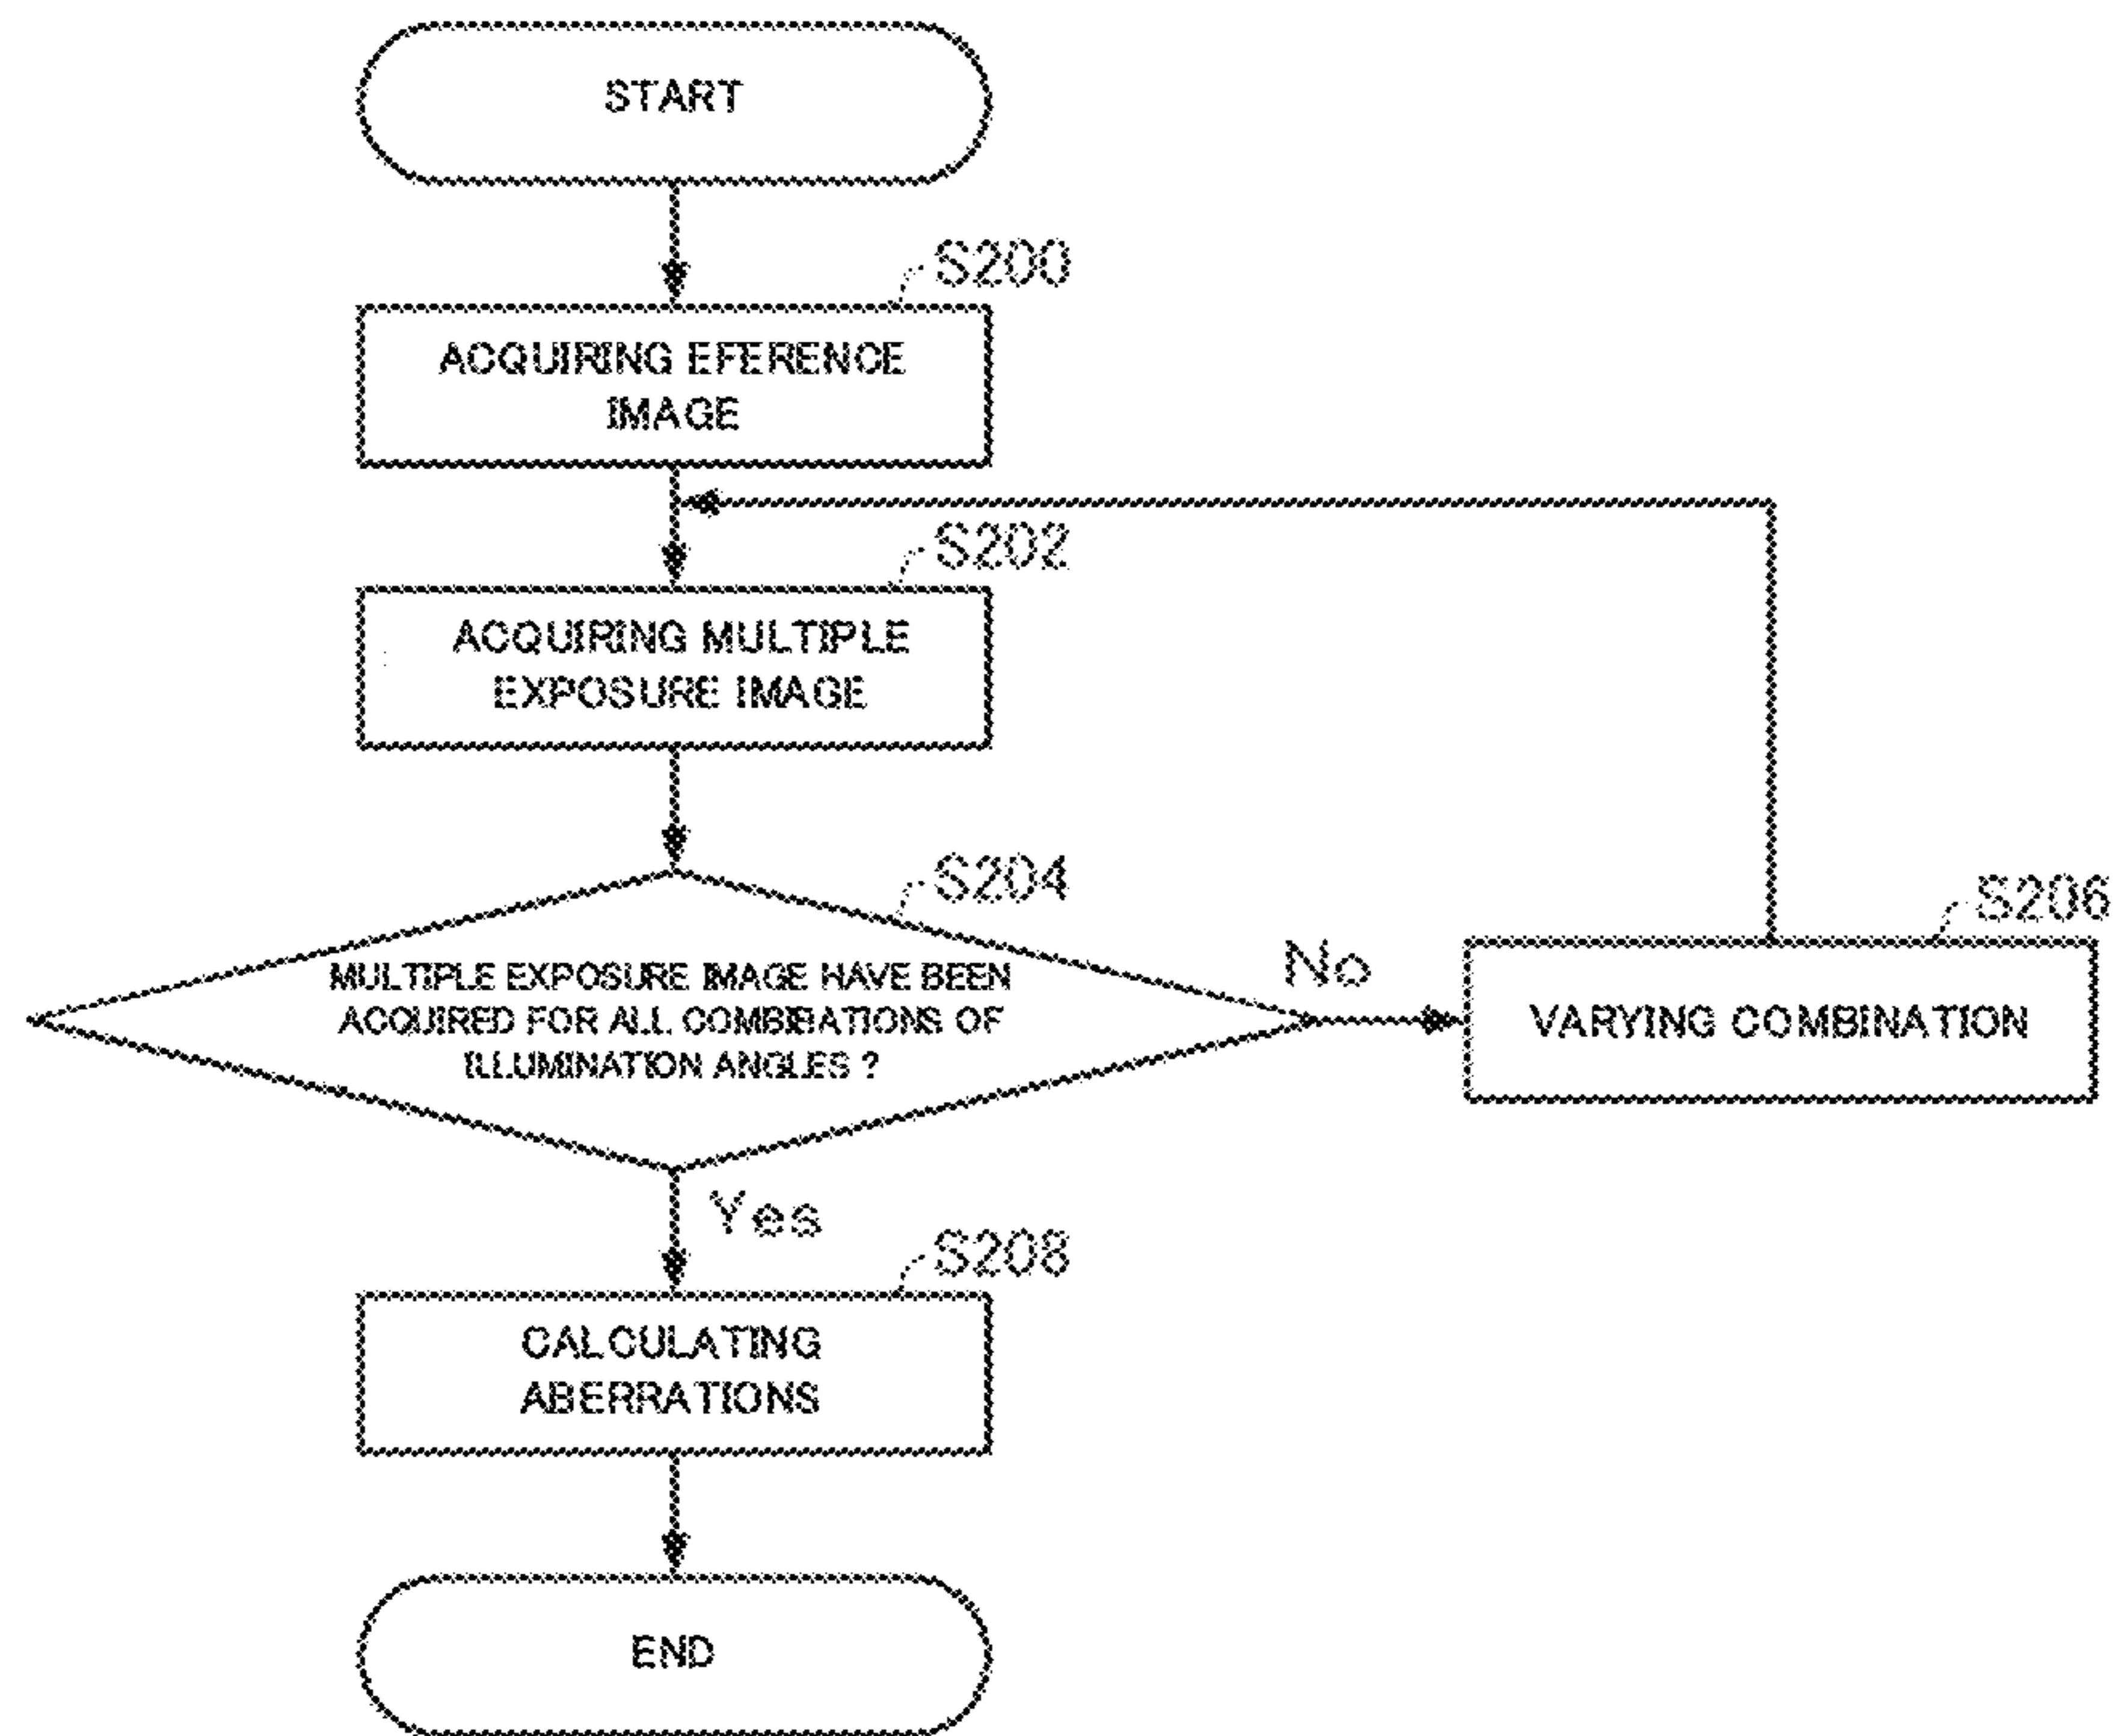 START
S200
ACQUIRING EFERENCE
IMAGE
S202
ACQUIRING MULTIPLE
EXPOSURE IMAGE
S204
MULTIPLE EXPOSURE IMAGE HAVE BEEN
ACQUIRED FOR ALL COMBIBATIONS OF
ILLUMINATION ANGLES ?
No
S206
VARYING COMBINATION
Yes
S208
CALCULATING
ABERRATIONS
END